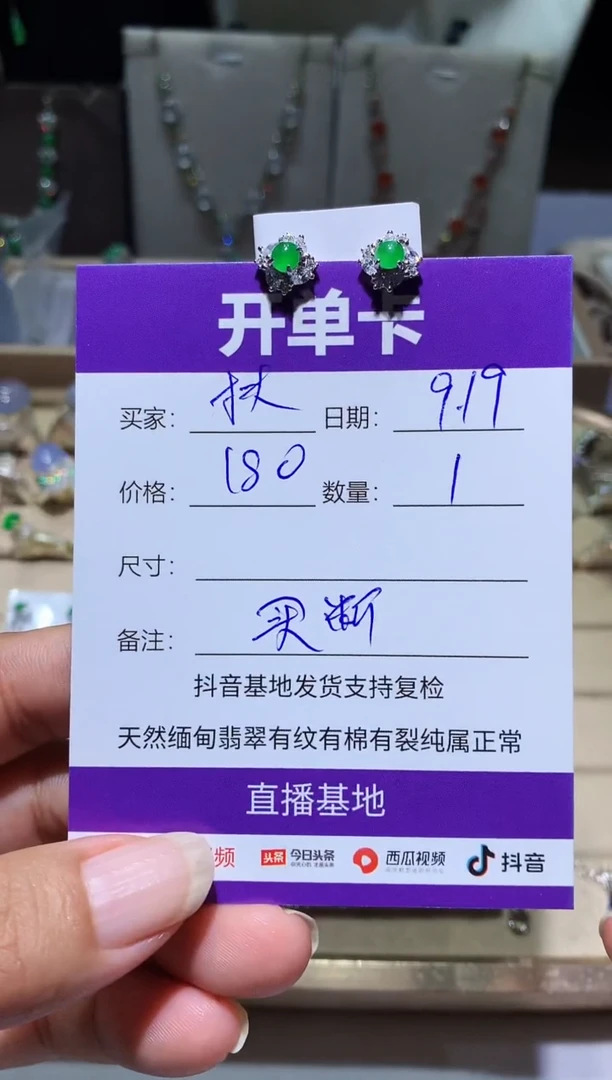 开单卡
买家: 扶 日期: 9.19
价格: 180 数量: 1
尺寸:
备注: 买断
抖音基地发货支持复检
天然缅甸翡翠有纹有棉有裂纯属正常
直播基地
视频 头条 今日头条 西瓜视频 抖音